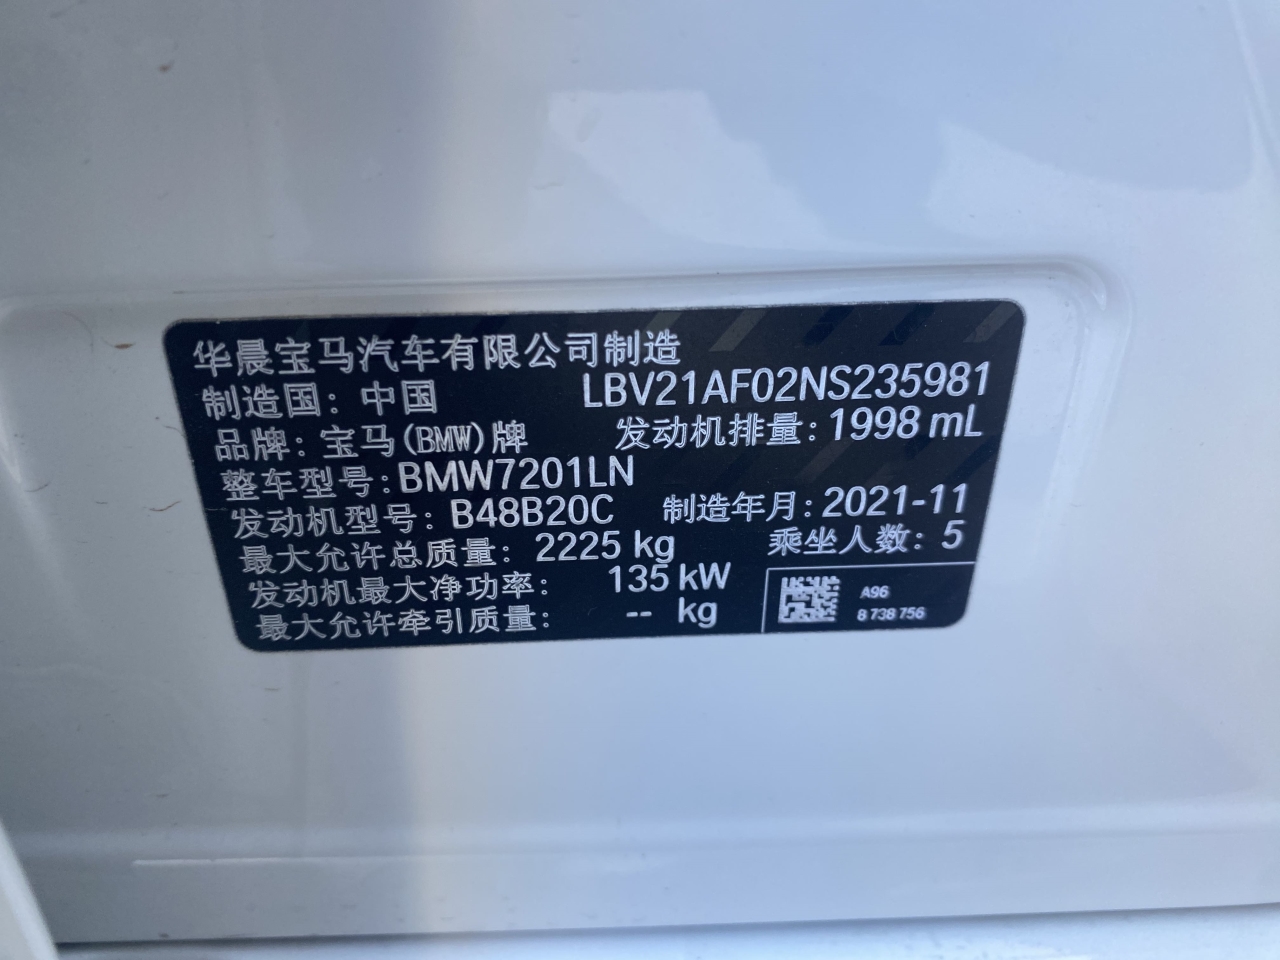 华晨宝马汽车有限公司制造
制造国：中国 LBV21AF02NS235981
品牌：宝马(BMW)牌 发动机排量：1998 mL
整车型号：BMW7201LN
发动机型号：B48B20C 制造年月：2021-11
最大允许总质量：2225 kg 乘坐人数：5
发动机最大净功率： 135 kW
最大允许牵引质量： -- kg
A96
8 738 756